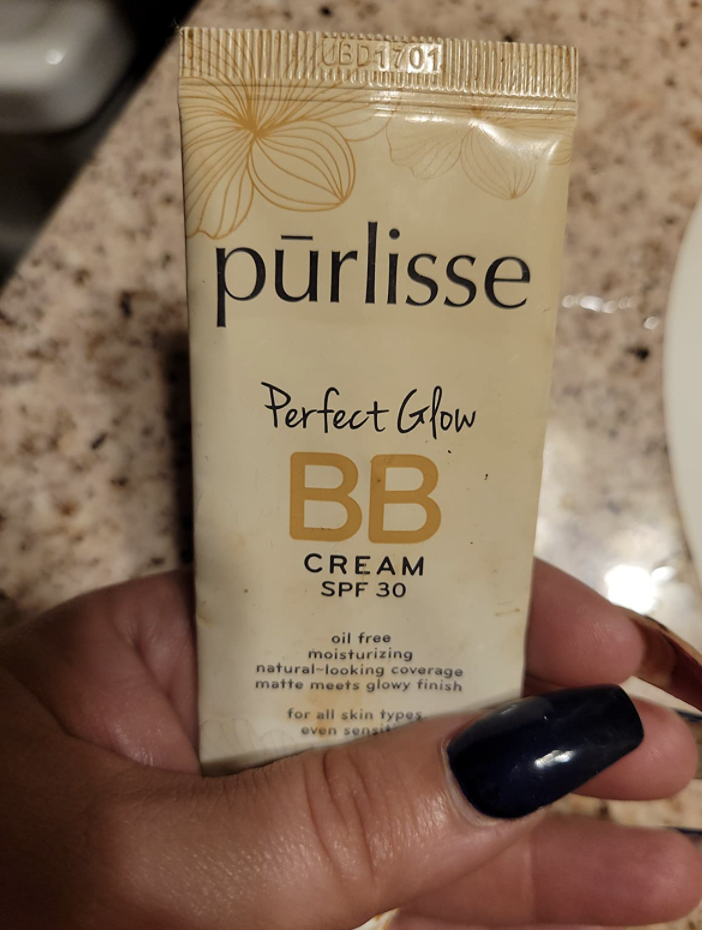 UBD1701
pūrlisse
Perfect Glow
BB
CREAM
SPF 30
oil free
moisturizing
natural-looking coverage
matte meets glowy finish
for all skin types
even